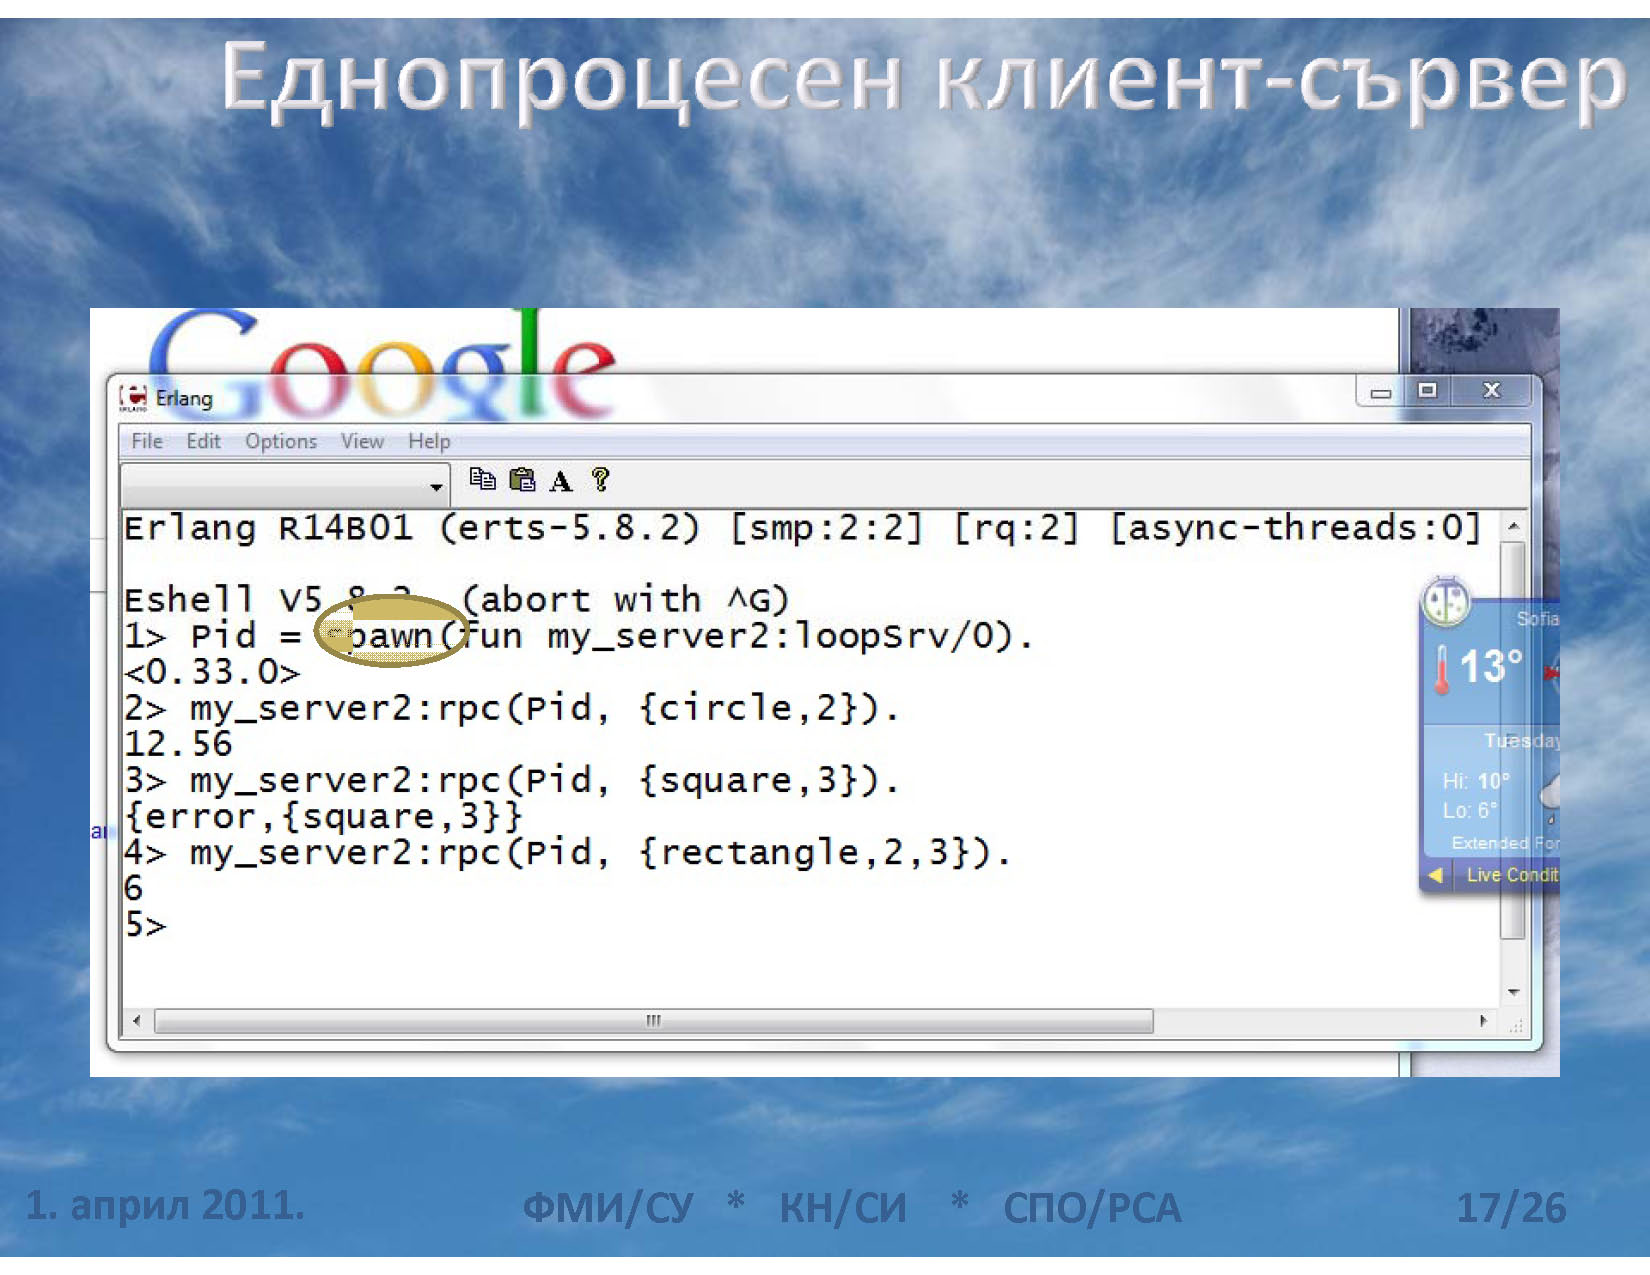 Еднопроцесен клиент-сървер
Google
Erlang
File Edit Options View Help
Erlang R14B01 (erts-5.8.2) [smp:2:2] [rq:2] [async-threads:0]
Eshell V5.8.2 (abort with ^G)
1> Pid = spawn(fun my_server2:loopSrv/0).
<0.33.0>
2> my_server2:rpc(Pid, {circle,2}).
12.56
3> my_server2:rpc(Pid, {square,3}).
{error,{square,3}}
4> my_server2:rpc(Pid, {rectangle,2,3}).
6
5>
Sofia
13°
Tuesday
Hi: 10°
Lo: 6°
Extended For
Live Condit
1. април 2011.
ФМИ/СУ * КН/СИ * СПО/РСА
17/26